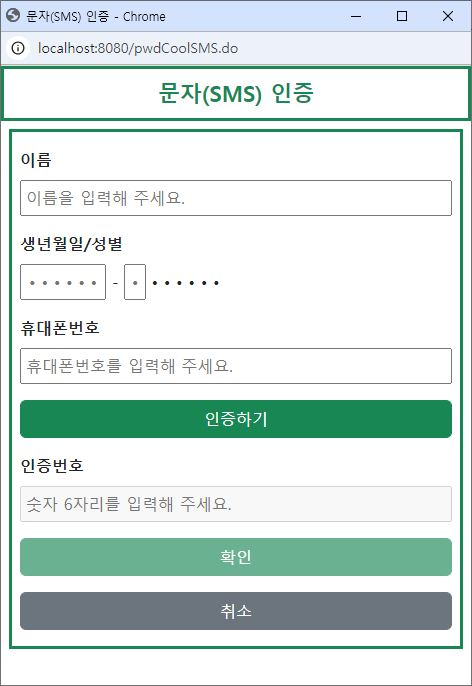 문자(SMS) 인증 - Chrome
localhost:8080/pwdCoolSMS.do
문자(SMS) 인증
이름
이름을 입력해 주세요.
생년월일/성별
•••••• - • ••••••
휴대폰번호
휴대폰번호를 입력해 주세요.
인증하기
인증번호
숫자 6자리를 입력해 주세요.
확인
취소